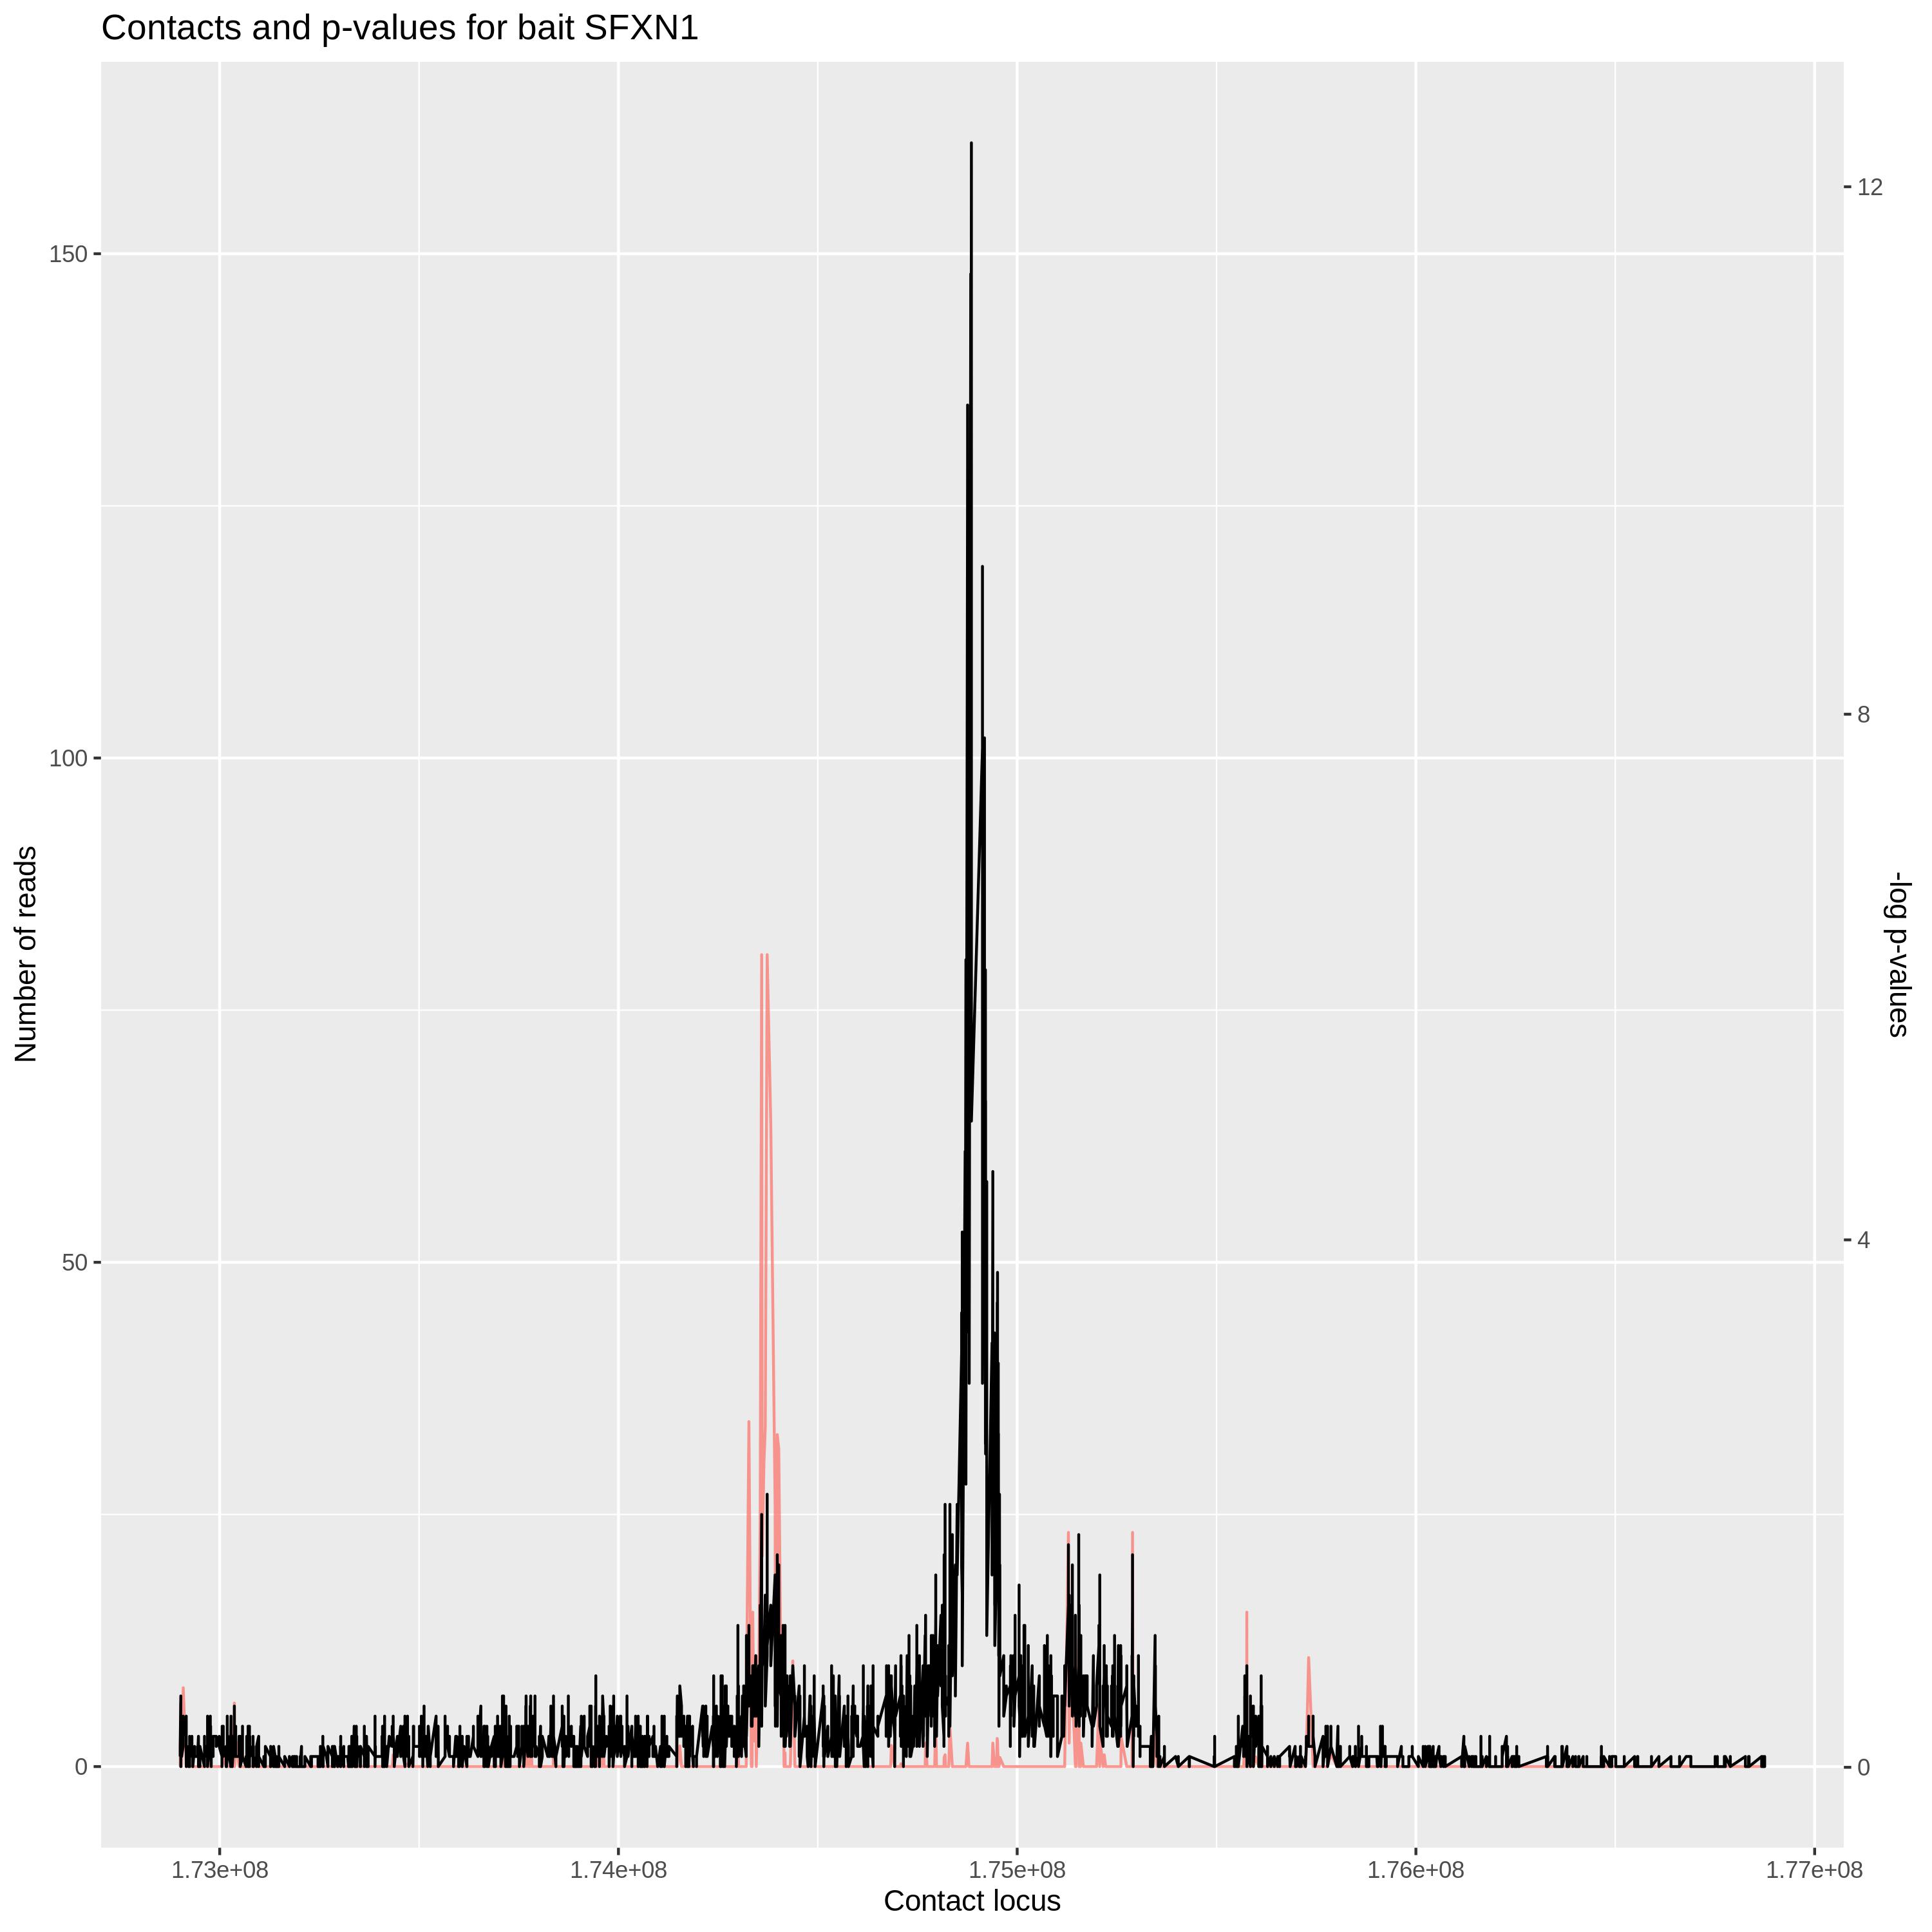 Contacts and p-values for bait SFXN1
150
100
50
0
12
8
4
0
Number of reads
-log p-values
1.73e+08
1.74e+08
1.75e+08
1.76e+08
1.77e+08
Contact locus